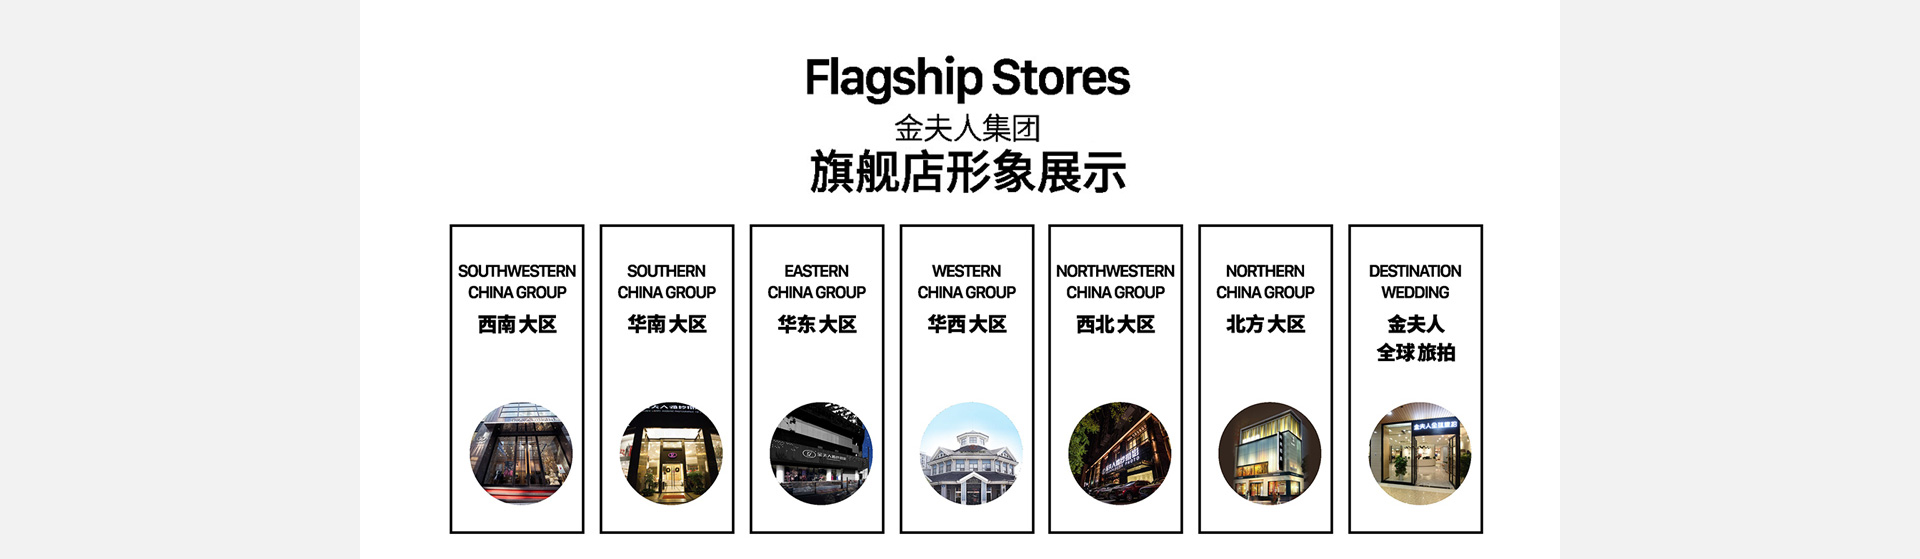 Flagship Stores
金夫人集团
旗舰店形象展示
SOUTHWESTERN
CHINA GROUP
西南大区
SOUTHERN
CHINA GROUP
华南大区
EASTERN
CHINA GROUP
华东大区
WESTERN
CHINA GROUP
华西大区
NORTHWESTERN
CHINA GROUP
西北大区
NORTHERN
CHINA GROUP
北方大区
DESTINATION
WEDDING
金夫人
全球旅拍